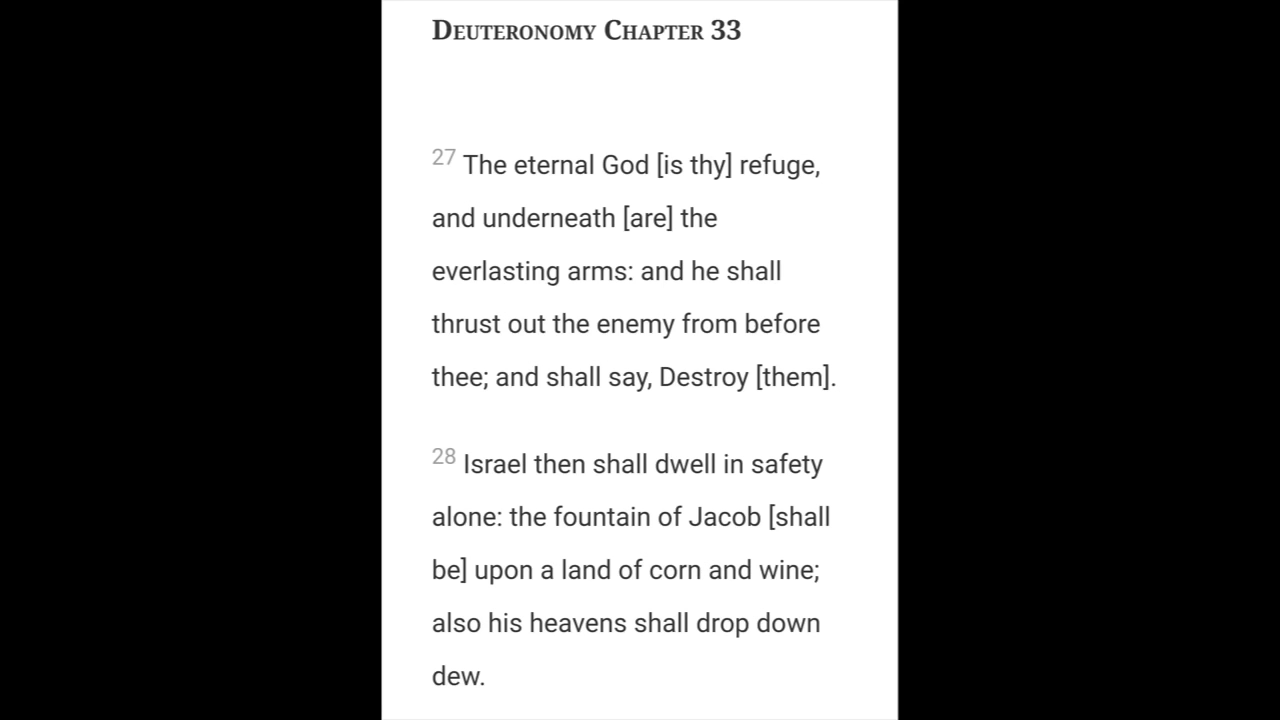 Deuteronomy Chapter 33
27 The eternal God [is thy] refuge,
and underneath [are] the
everlasting arms: and he shall
thrust out the enemy from before
thee; and shall say, Destroy [them].
28 Israel then shall dwell in safety
alone: the fountain of Jacob [shall
be] upon a land of corn and wine;
also his heavens shall drop down
dew.